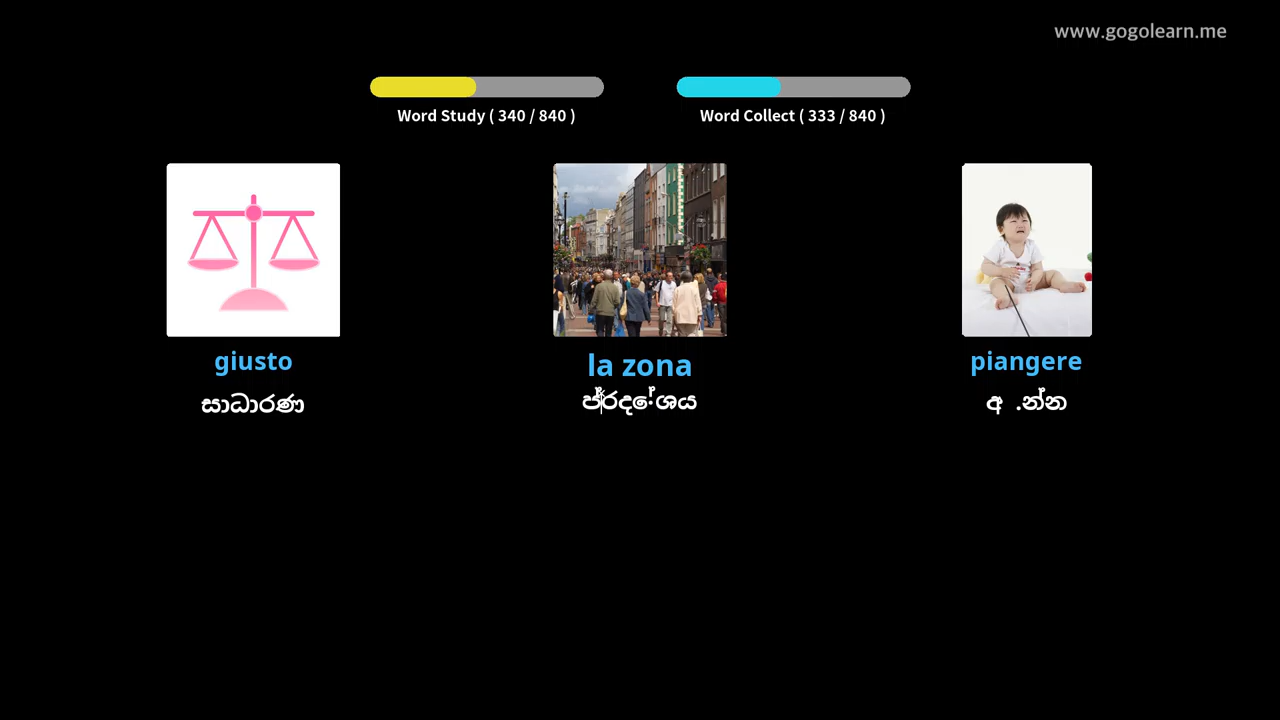 www.gogolearn.me
Word Study ( 340 / 840 )
Word Collect ( 333 / 840 )
giusto
සාධාරණ
la zona
ප්‍රදේශය
piangere